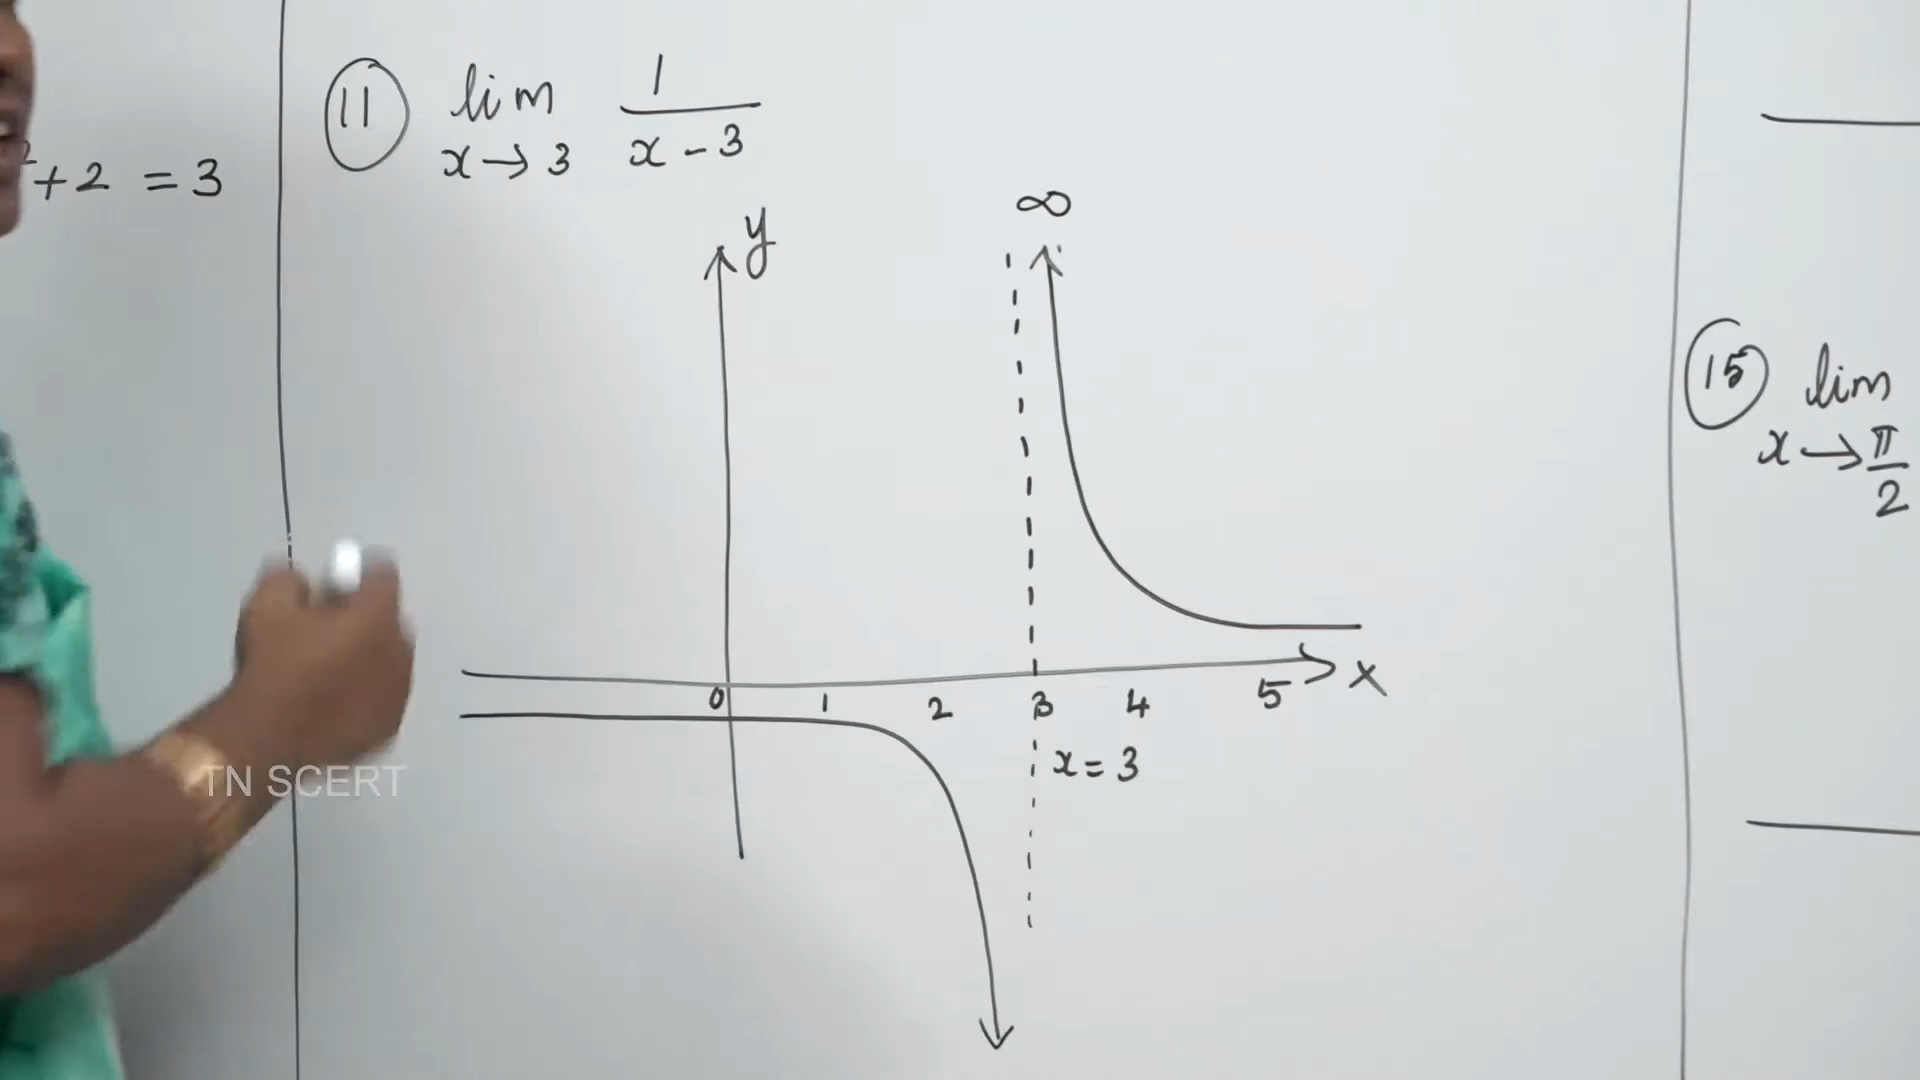 +2 = 3
11 lim x→3 1/(x-3)
∞
y
0 1 2 3 4 5 x
x = 3
15 lim x→π/2
TN SCERT